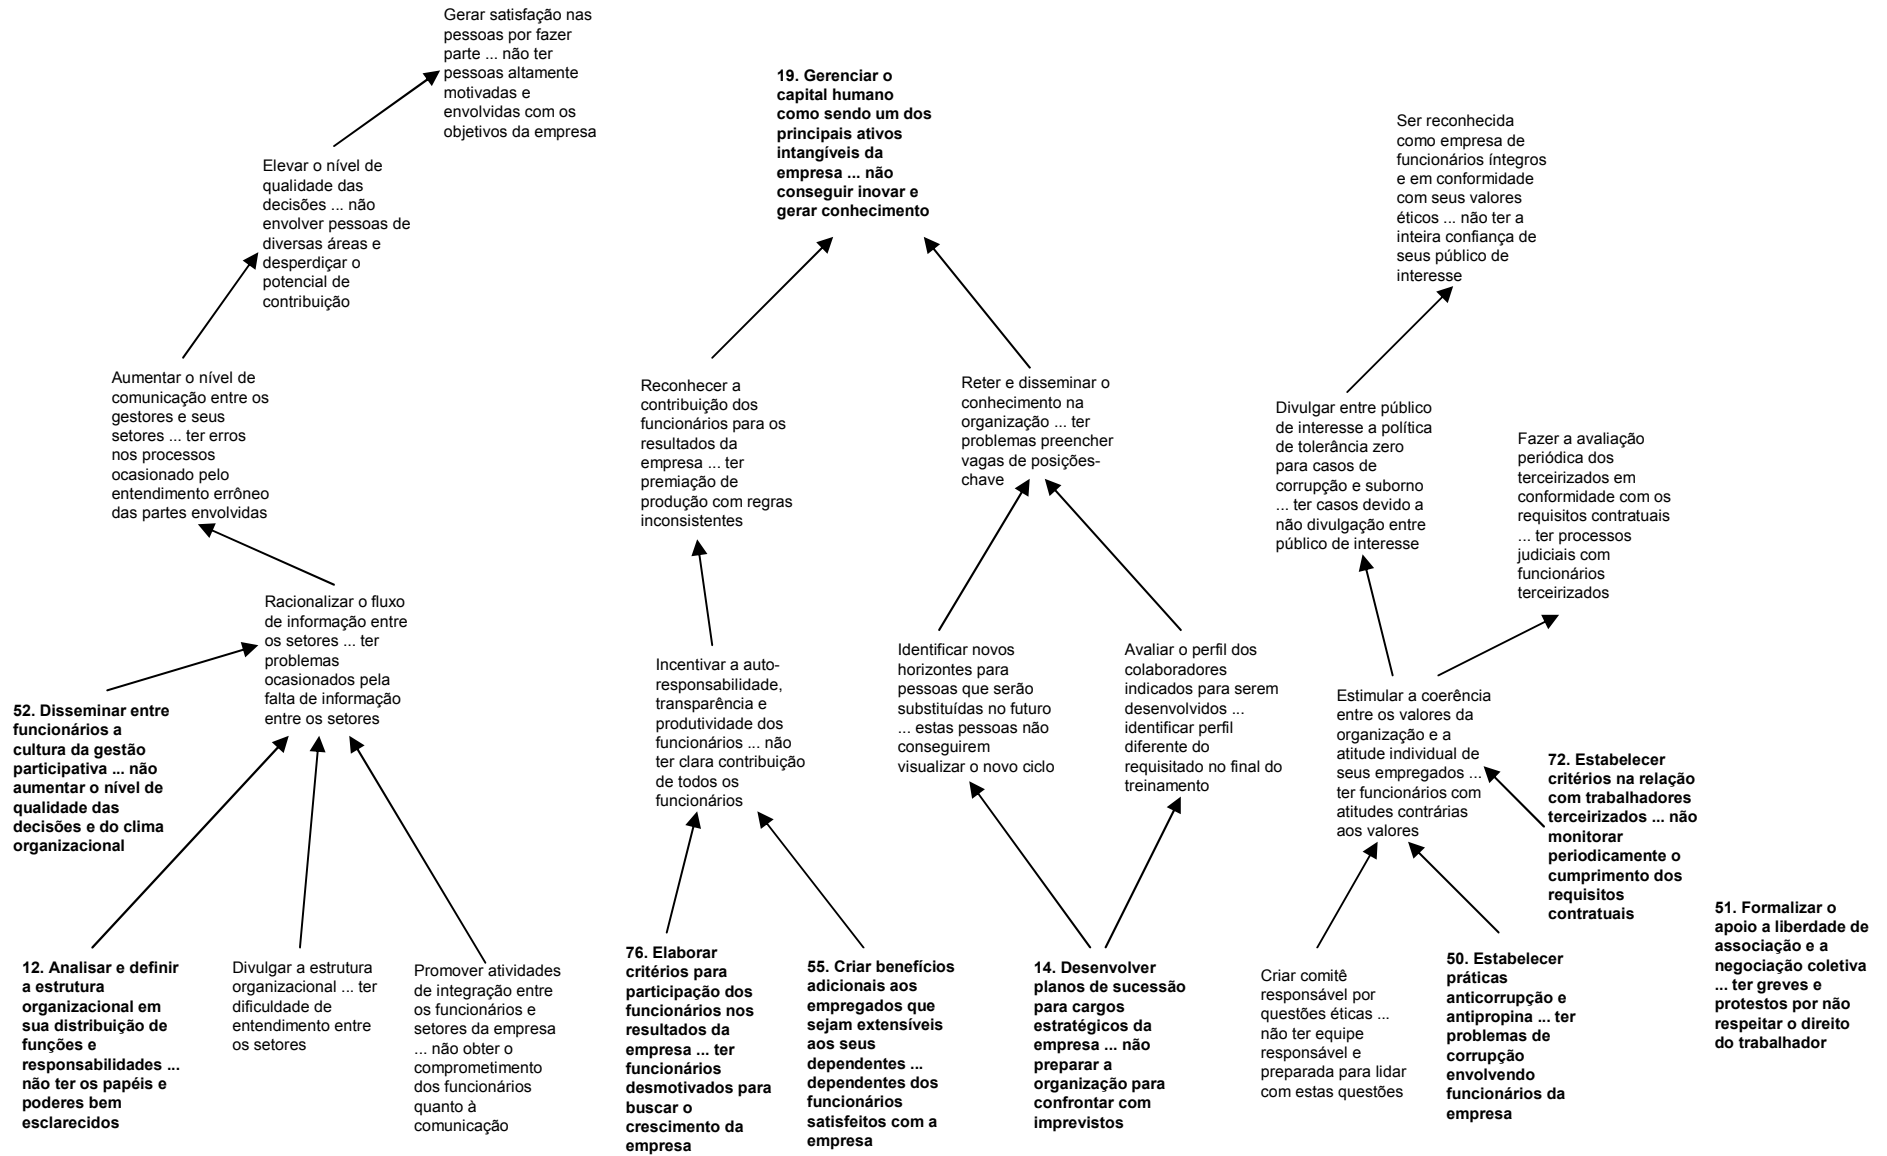 Gerar satisfação nas
pessoas por fazer
parte ... não ter
pessoas altamente
motivadas e
envolvidas com os
objetivos da empresa
19. Gerenciar o
capital humano
como sendo um dos
principais ativos
intangíveis da
empresa ... não
conseguir inovar e
gerar conhecimento
Ser reconhecida
como empresa de
funcionários íntegros
e em conformidade
com seus valores
éticos ... não ter a
inteira confiança de
seus público de
interesse
Elevar o nível de
qualidade das
decisões ... não
envolver pessoas de
diversas áreas e
desperdiçar o
potencial de
contribuição
Aumentar o nível de
comunicação entre os
gestores e seus
setores ... ter erros
nos processos
ocasionado pelo
entendimento errôneo
das partes envolvidas
Reconhecer a
contribuição dos
funcionários para os
resultados da
empresa ... ter
premiação de
produção com regras
inconsistentes
Reter e disseminar o
conhecimento na
organização ... ter
problemas preencher
vagas de posições-
chave
Divulgar entre público
de interesse a política
de tolerância zero
para casos de
corrupção e suborno
... ter casos devido a
não divulgação entre
público de interesse
Fazer a avaliação
periódica dos
terceirizados em
conformidade com os
requisitos contratuais
... ter processos
judiciais com
funcionários
terceirizados
Racionalizar o fluxo
de informação entre
os setores ... ter
problemas
ocasionados pela
falta de informação
entre os setores
Incentivar a auto-
responsabilidade,
transparência e
produtividade dos
funcionários ... não
ter clara contribuição
de todos os
funcionários
Identificar novos
horizontes para
pessoas que serão
substituídas no futuro
... estas pessoas não
conseguirem
visualizar o novo ciclo
Avaliar o perfil dos
colaboradores
indicados para serem
desenvolvidos ...
identificar perfil
diferente do
requisitado no final do
treinamento
Estimular a coerência
entre os valores da
organização e a
atitude individual de
seus empregados ...
ter funcionários com
atitudes contrárias
aos valores
52. Disseminar entre
funcionários a
cultura da gestão
participativa ... não
aumentar o nível de
qualidade das
decisões e do clima
organizacional
72. Estabelecer
critérios na relação
com trabalhadores
terceirizados ... não
monitorar
periodicamente o
cumprimento dos
requisitos
contratuais
51. Formalizar o
apoio a liberdade de
associação e a
negociação coletiva
... ter greves e
protestos por não
respeitar o direito
do trabalhador
12. Analisar e definir
a estrutura
organizacional em
sua distribuição de
funções e
responsabilidades ...
não ter os papéis e
poderes bem
esclarecidos
Divulgar a estrutura
organizacional ... ter
dificuldade de
entendimento entre
os setores
Promover atividades
de integração entre
os funcionários e
setores da empresa
... não obter o
comprometimento
dos funcionários
quanto à
comunicação
76. Elaborar
critérios para
participação dos
funcionários nos
resultados da
empresa ... ter
funcionários
desmotivados para
buscar o
crescimento da
empresa
55. Criar benefícios
adicionais aos
empregados que
sejam extensíveis
aos seus
dependentes ...
dependentes dos
funcionários
satisfeitos com a
empresa
14. Desenvolver
planos de sucessão
para cargos
estratégicos da
empresa ... não
preparar a
organização para
confrontar com
imprevistos
Criar comitê
responsável por
questões éticas ...
não ter equipe
responsável e
preparada para lidar
com estas questões
50. Estabelecer
práticas
anticorrupção e
antipropina ... ter
problemas de
corrupção
envolvendo
funcionários da
empresa